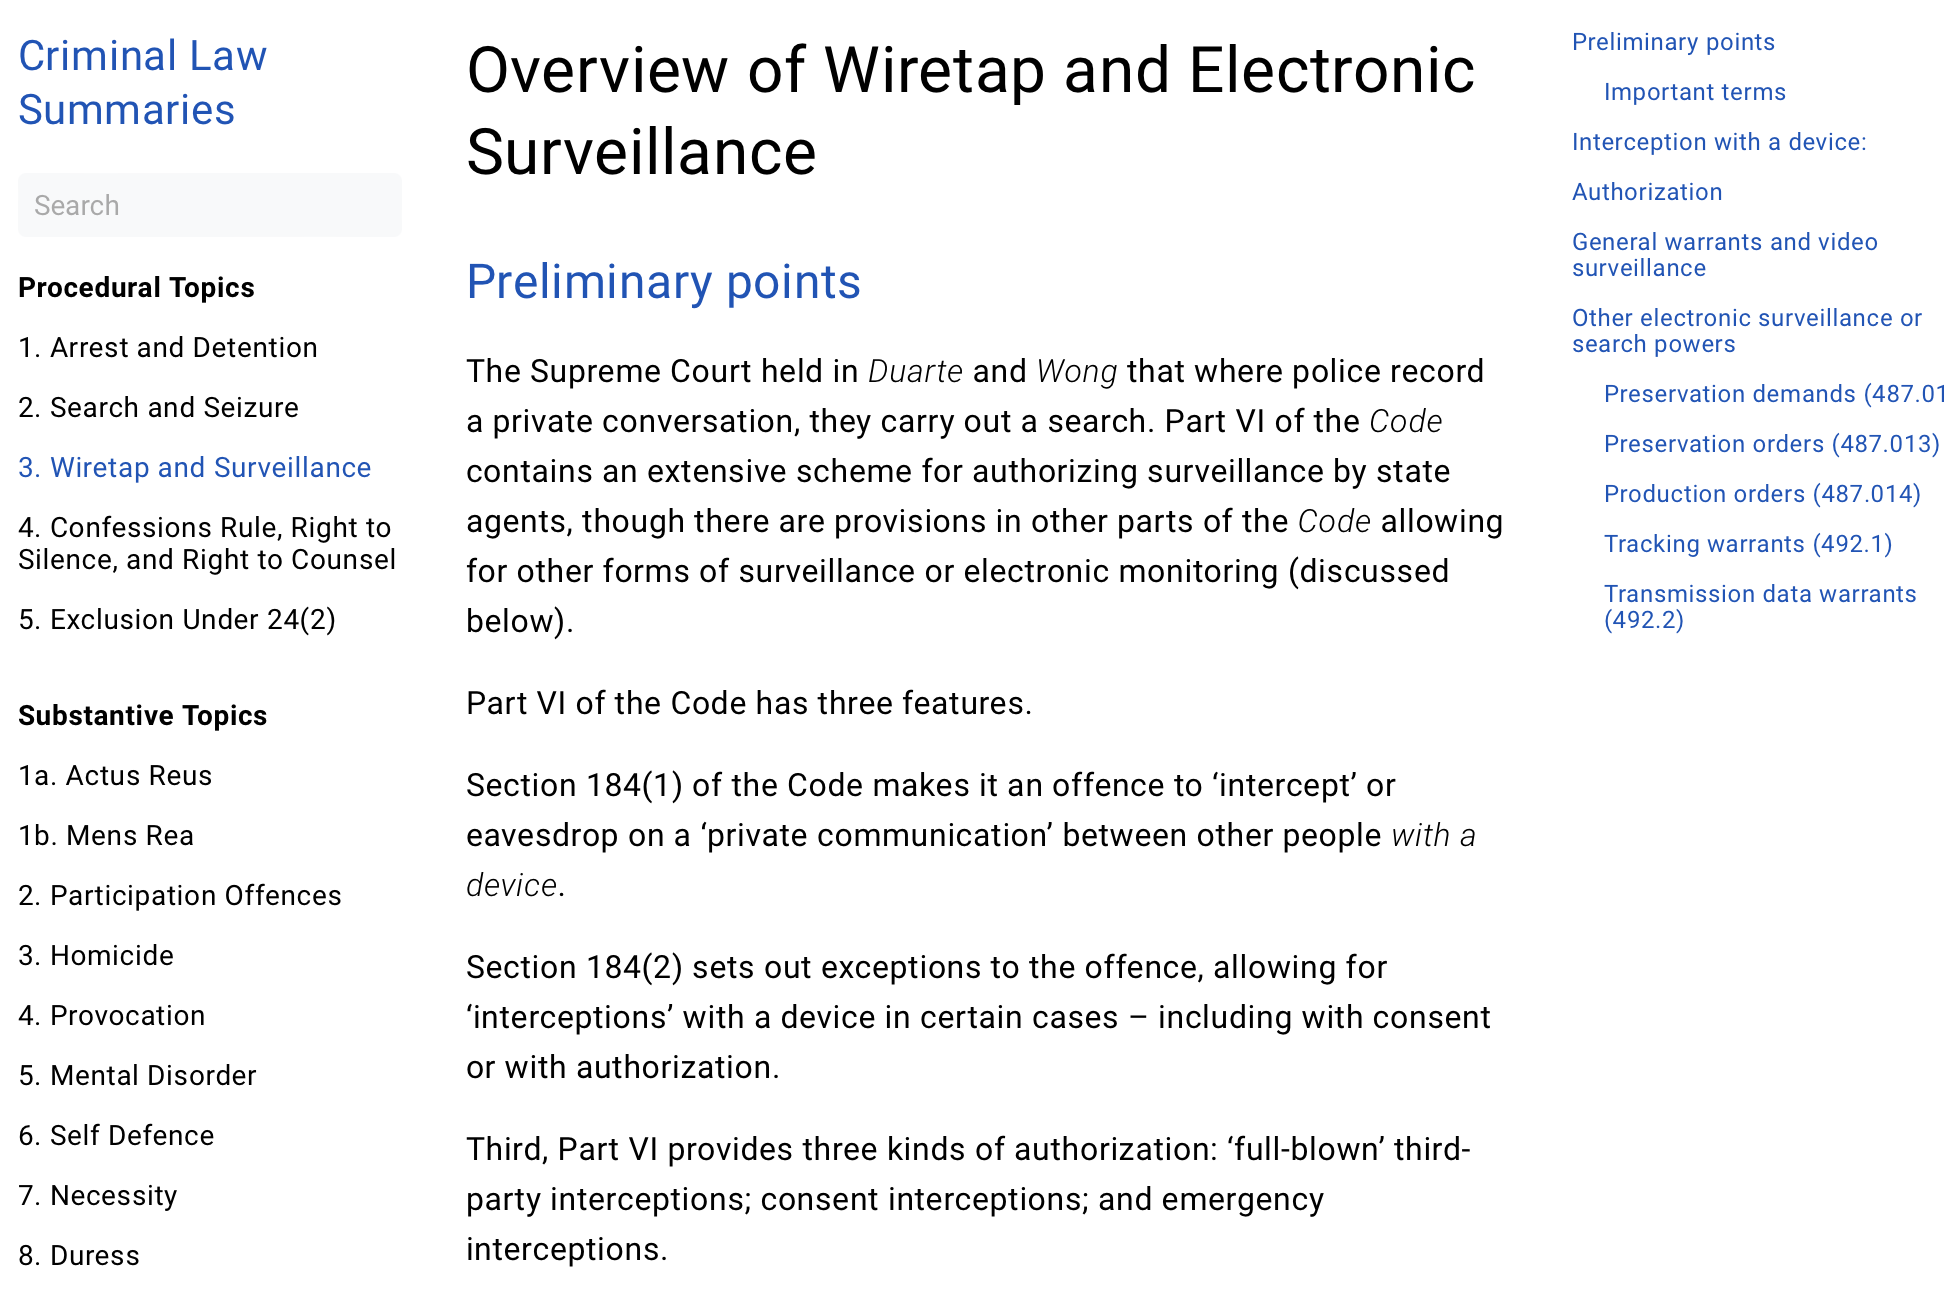 Criminal Law
Summaries
Search
Procedural Topics
1. Arrest and Detention
2. Search and Seizure
3. Wiretap and Surveillance
4. Confessions Rule, Right to
Silence, and Right to Counsel
5. Exclusion Under 24(2)
Substantive Topics
1a. Actus Reus
1b. Mens Rea
2. Participation Offences
3. Homicide
4. Provocation
5. Mental Disorder
6. Self Defence
7. Necessity
8. Duress
Overview of Wiretap and Electronic
Surveillance
Preliminary points
The Supreme Court held in Duarte and Wong that where police record
a private conversation, they carry out a search. Part VI of the Code
contains an extensive scheme for authorizing surveillance by state
agents, though there are provisions in other parts of the Code allowing
for other forms of surveillance or electronic monitoring (discussed
below).
Part VI of the Code has three features.
Section 184(1) of the Code makes it an offence to ‘intercept’ or
eavesdrop on a ‘private communication’ between other people with a
device.
Section 184(2) sets out exceptions to the offence, allowing for
‘interceptions’ with a device in certain cases – including with consent
or with authorization.
Third, Part VI provides three kinds of authorization: ‘full-blown’ third-
party interceptions; consent interceptions; and emergency
interceptions.
Preliminary points
Important terms
Interception with a device:
Authorization
General warrants and video
surveillance
Other electronic surveillance or
search powers
Preservation demands (487.01
Preservation orders (487.013)
Production orders (487.014)
Tracking warrants (492.1)
Transmission data warrants
(492.2)